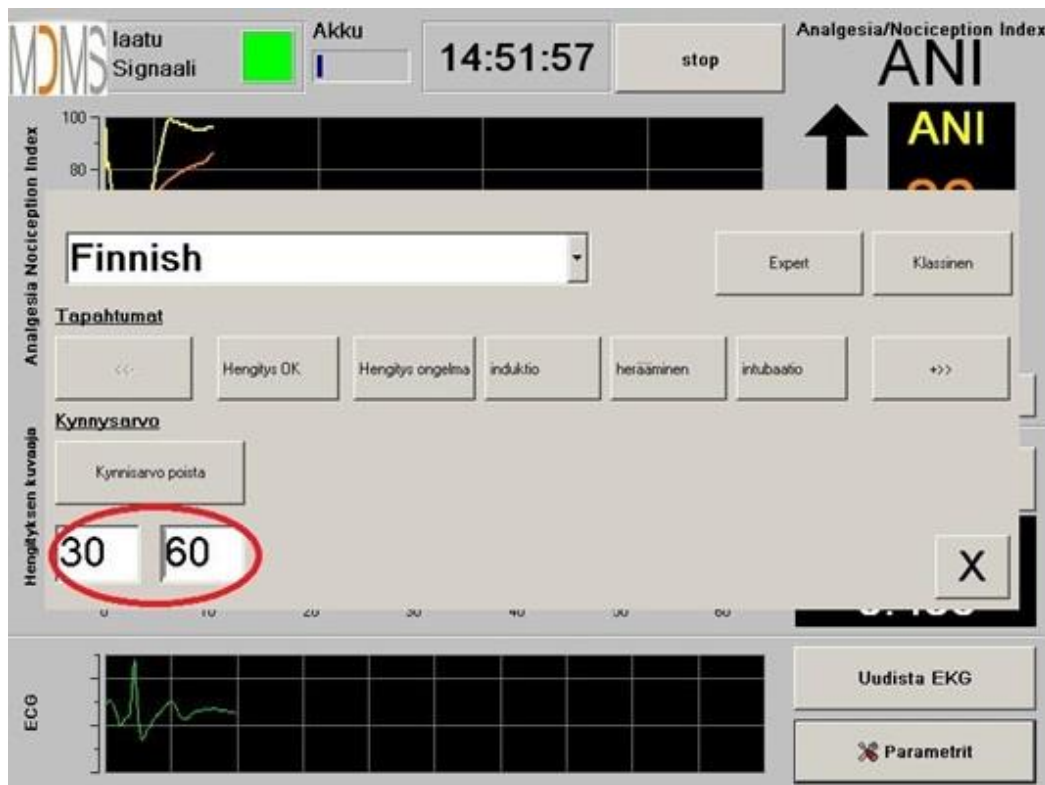 MDMS
laatu
Signaali
Akku
14:51:57
stop
Analgesia/Nociception Index
ANI
Analgesia Nociception Index
100
80
ANI
Finnish
Expert
Klassinen
Tapahtumat
<<-
Hengitys OK
Hengitys ongelma
induktio
herääminen
intubaatio
+>>
Kynnysarvo
Kynnisarvo poista
Hengityksen kuvaaja
30 60
X
0 10 20 30 40 50 60
ECG
Uudista EKG
Parametrit